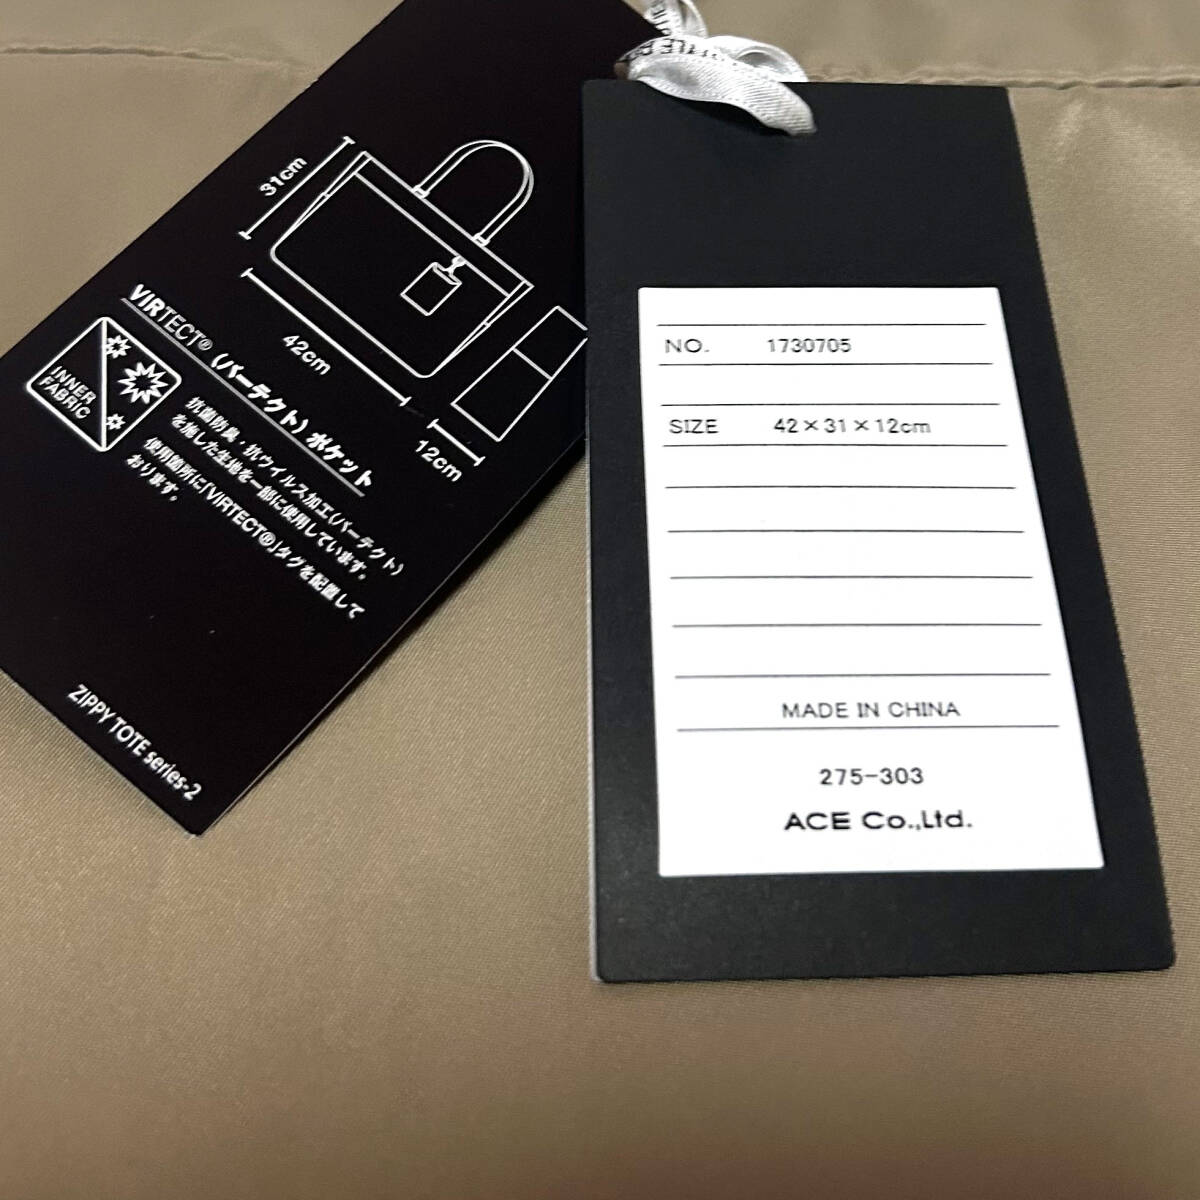 31cm
42cm
12cm
VIRTECT®(バーテクト)ポケット
INNER
FABRIC
抗菌防臭・抗ウイルス加工(バーテクト)
を施した生地を一部に使用しています。
使用箇所に「VIRTECT®」タグを配置して
おります。
ZIPPY TOTE series-2
NO. 1730705
SIZE 42×31×12cm
MADE IN CHINA
275-303
ACE Co.,Ltd.